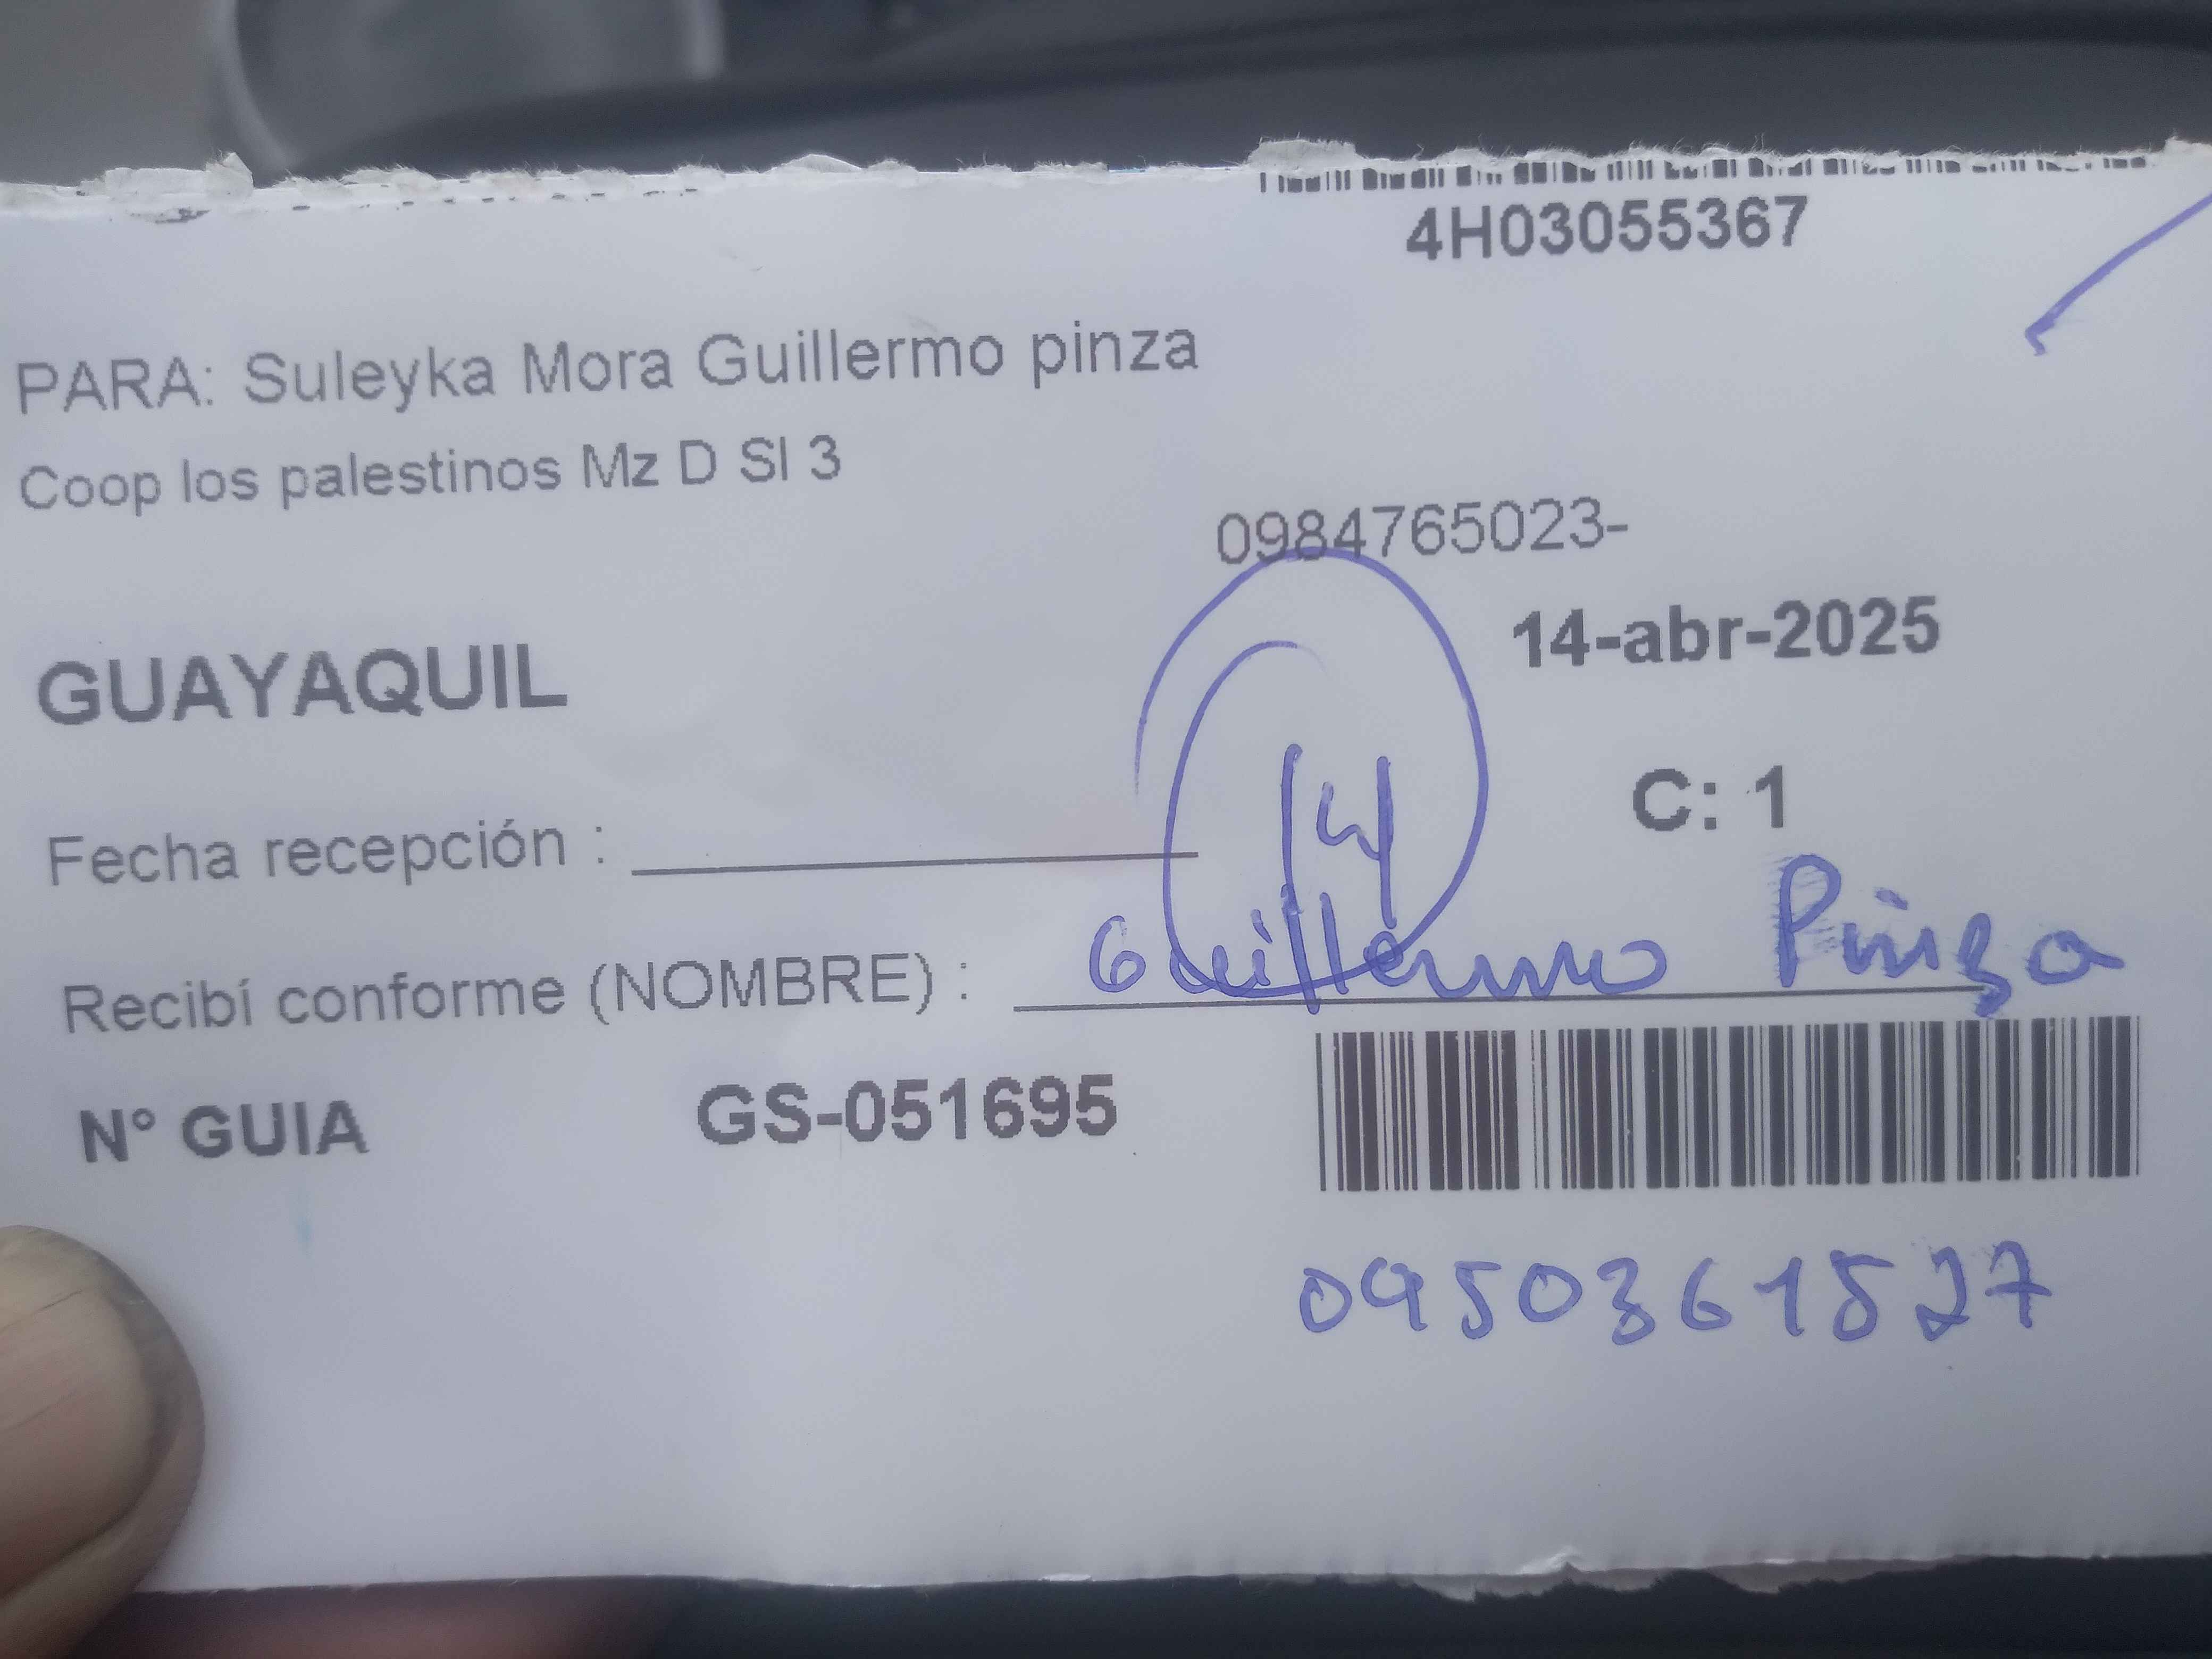 4H03055367
PARA: Suleyka Mora Guillermo pinza
Coop los palestinos Mz D Sl 3
0984765023-
14-abr-2025
GUAYAQUIL
14
C: 1
Fecha recepción :
Recibí conforme (NOMBRE) : Guillermo Pinza
N° GUIA GS-051695
0950361527